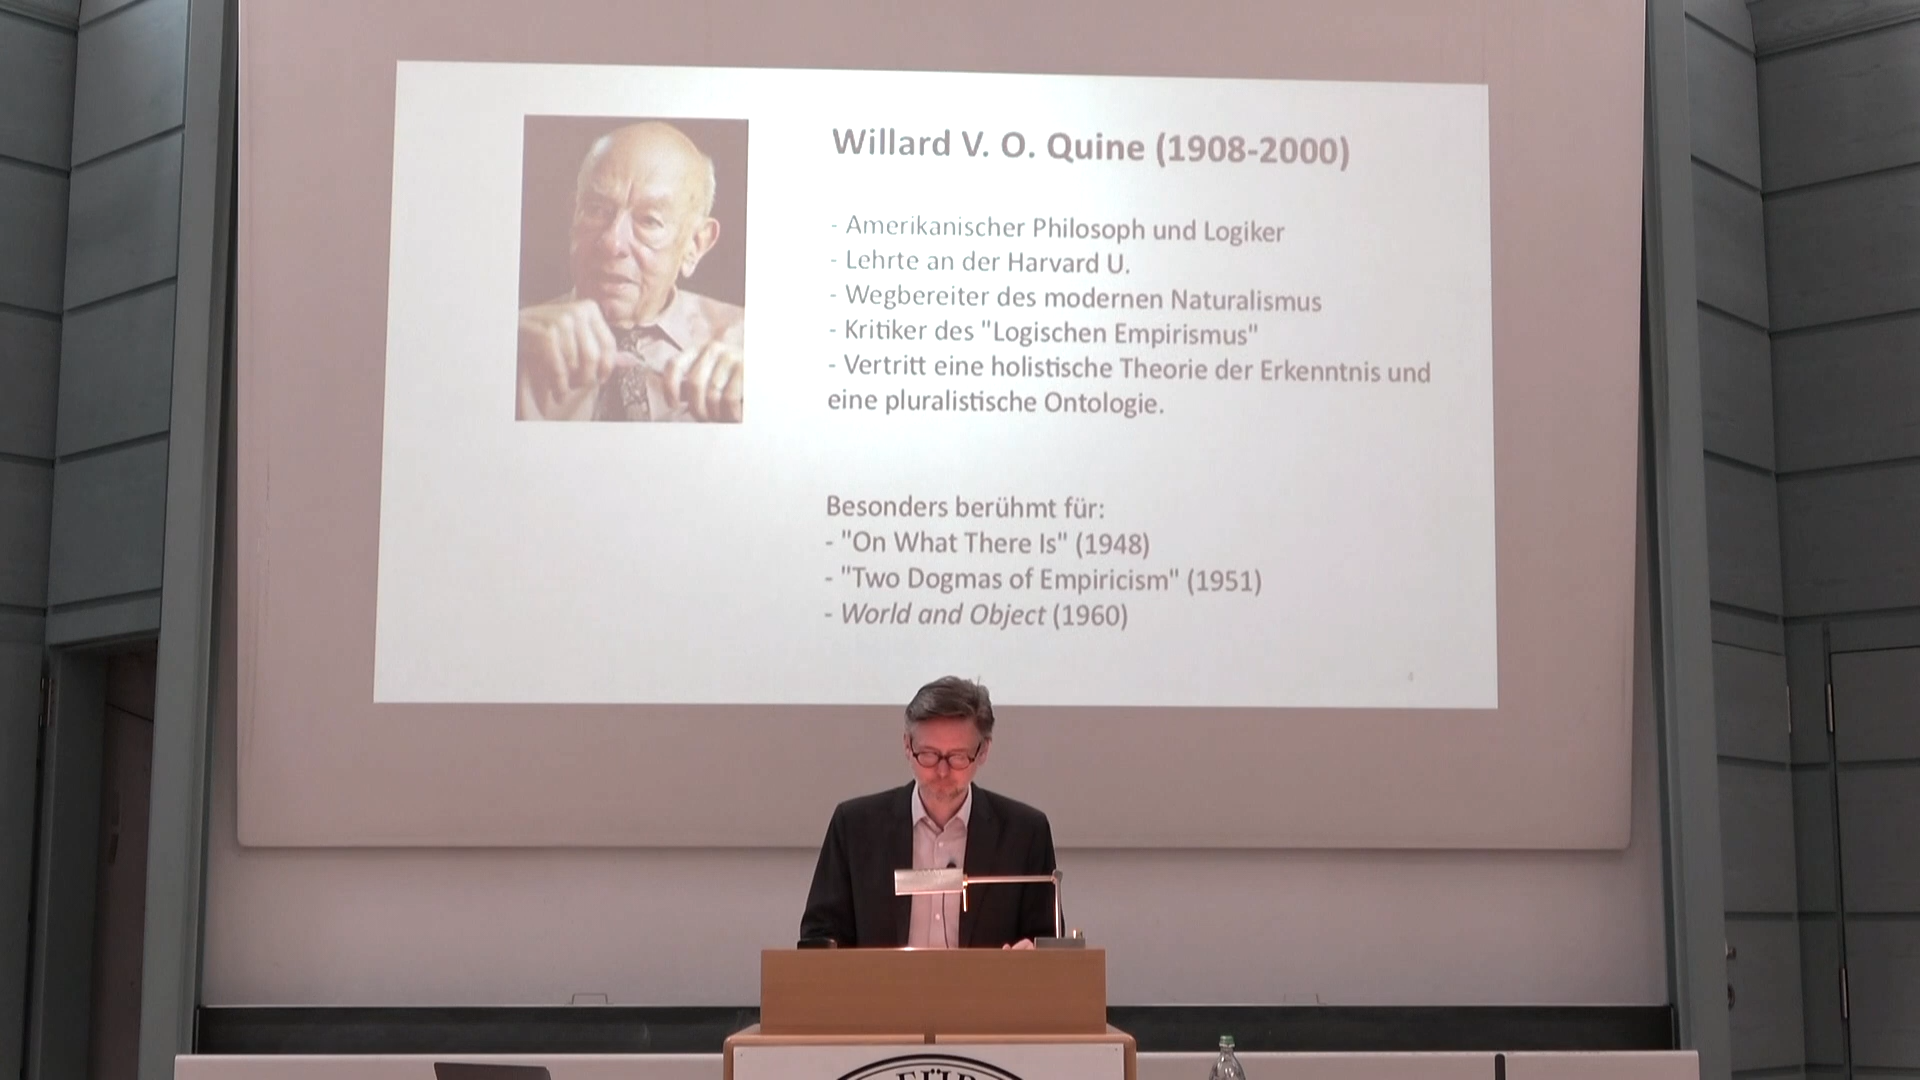 Willard V. O. Quine (1908-2000)
- Amerikanischer Philosoph und Logiker
- Lehrte an der Harvard U.
- Wegbereiter des modernen Naturalismus
- Kritiker des "Logischen Empirismus"
- Vertritt eine holistische Theorie der Erkenntnis und
eine pluralistische Ontologie.
Besonders berühmt für:
- "On What There Is" (1948)
- "Two Dogmas of Empiricism" (1951)
- World and Object (1960)
FÜR